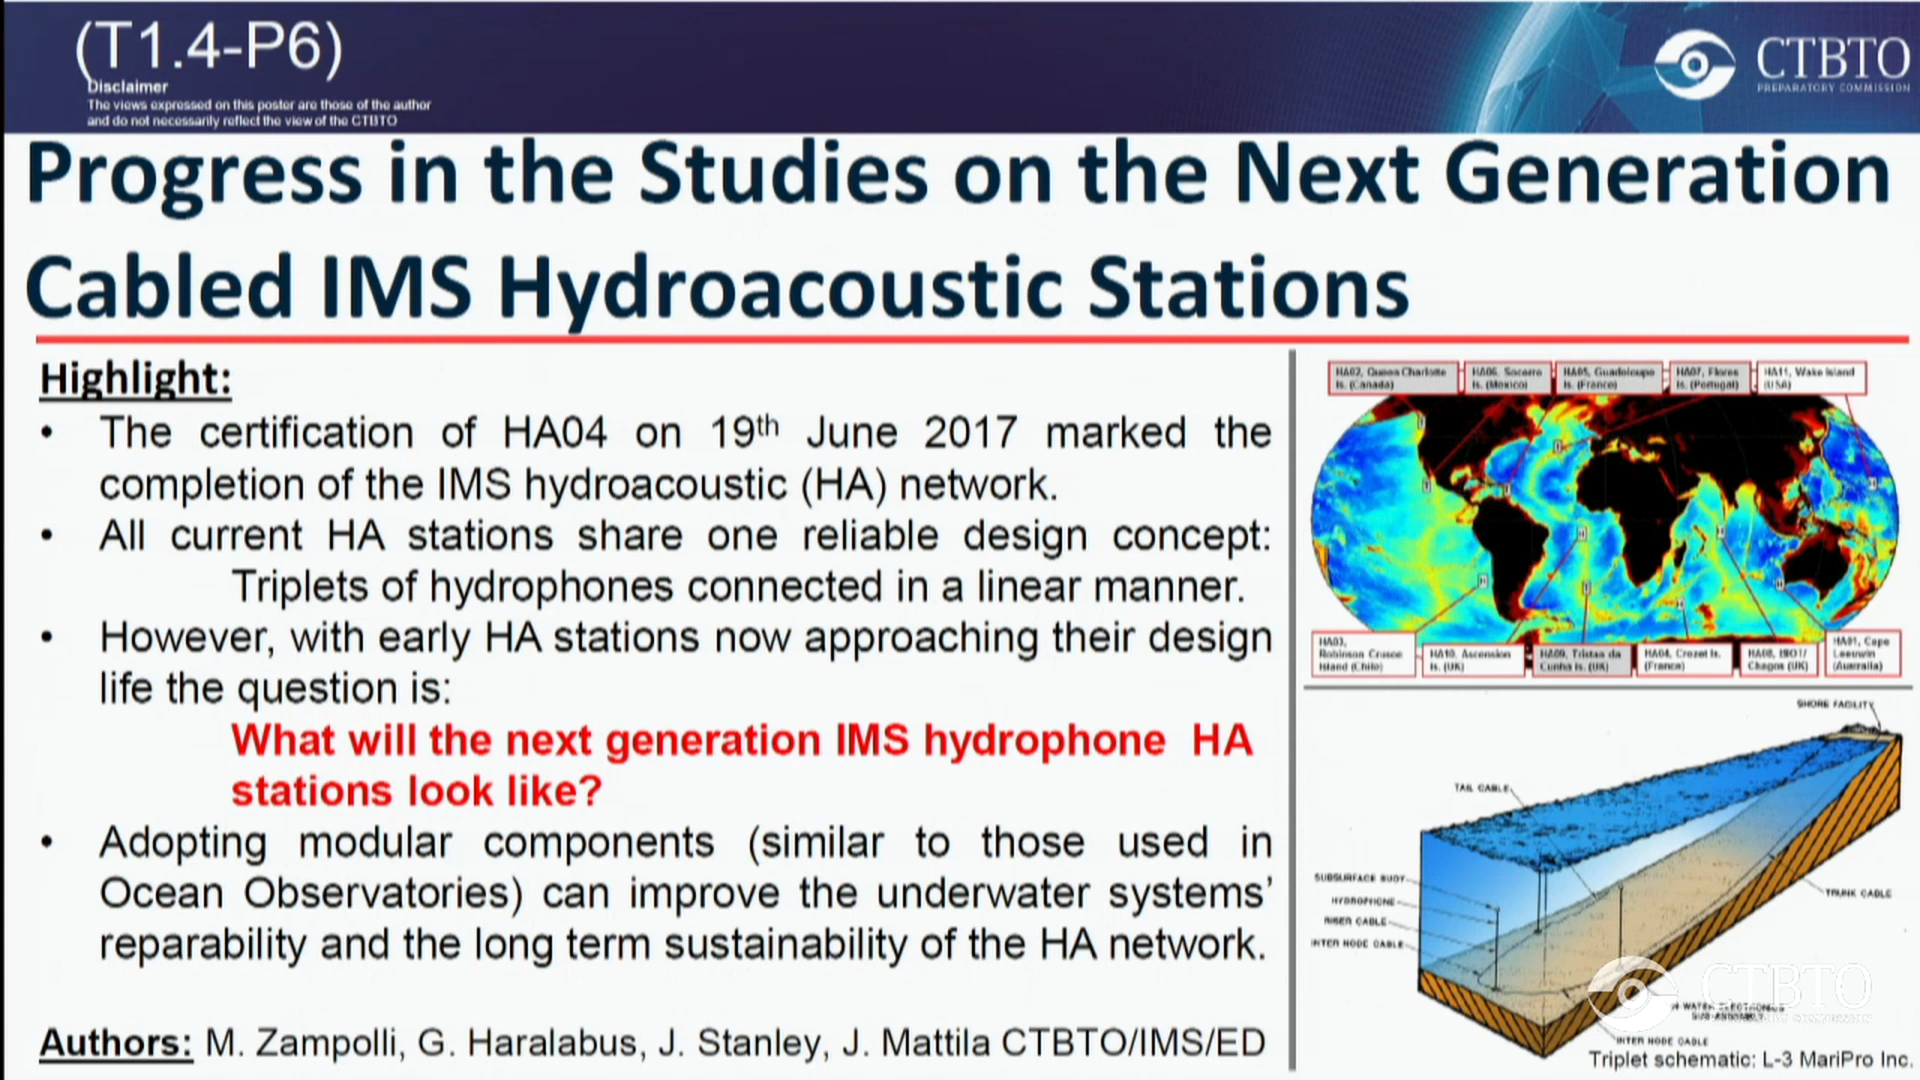 (T1.4-P6)
Disclaimer
The views expressed on this poster are those of the author
and do not necessarily reflect the view of the CTBTO
CTBTO
PREPARATORY COMMISSION
Progress in the Studies on the Next Generation
Cabled IMS Hydroacoustic Stations
Highlight:
• The certification of HA04 on 19th June 2017 marked the
completion of the IMS hydroacoustic (HA) network.
• All current HA stations share one reliable design concept:
Triplets of hydrophones connected in a linear manner.
• However, with early HA stations now approaching their design
life the question is:
What will the next generation IMS hydrophone HA
stations look like?
• Adopting modular components (similar to those used in
Ocean Observatories) can improve the underwater systems’
reparability and the long term sustainability of the HA network.
Authors: M. Zampolli, G. Haralabus, J. Stanley, J. Mattila CTBTO/IMS/ED
HA02, Queen Charlotte
Is. (Canada)
HA06, Socorro
Is. (Mexico)
HA05, Guadeloupe
Is. (France)
HA07, Flores
Is. (Portugal)
HA11, Wake Island
(USA)
HA03,
Robinson Crusoe
Island (Chile)
HA10, Ascension
Is. (UK)
HA09, Tristan da
Cunha Is. (UK)
HA04, Crozet Is.
(France)
HA08, BIOT/
Chagos (UK)
HA01, Cape
Leeuwin
(Australia)
SHORE FACILITY
TAIL CABLE
SUBSURFACE BUOY
HYDROPHONE
RISER CABLE
INTER NODE CABLE
TRUNK CABLE
WATER ELECTRONICS
INTER NODE CABLE
CTBTO
Triplet schematic: L-3 MariPro Inc.